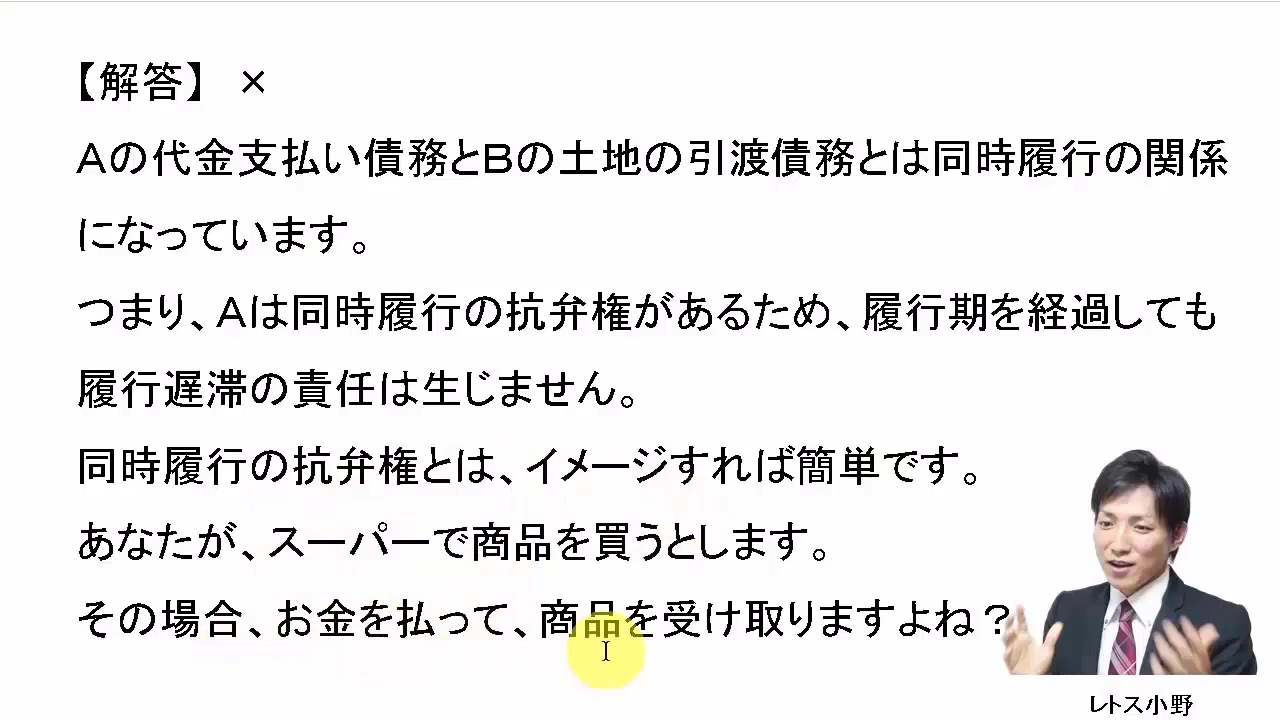 【解答】 ×
Aの代金支払い債務とBの土地の引渡債務とは同時履行の関係
になっています。
つまり、Aは同時履行の抗弁権があるため、履行期を経過しても
履行遅滞の責任は生じません。
同時履行の抗弁権とは、イメージすれば簡単です。
あなたが、スーパーで商品を買うとします。
その場合、お金を払って、商品を受け取りますよね？
レトス小野